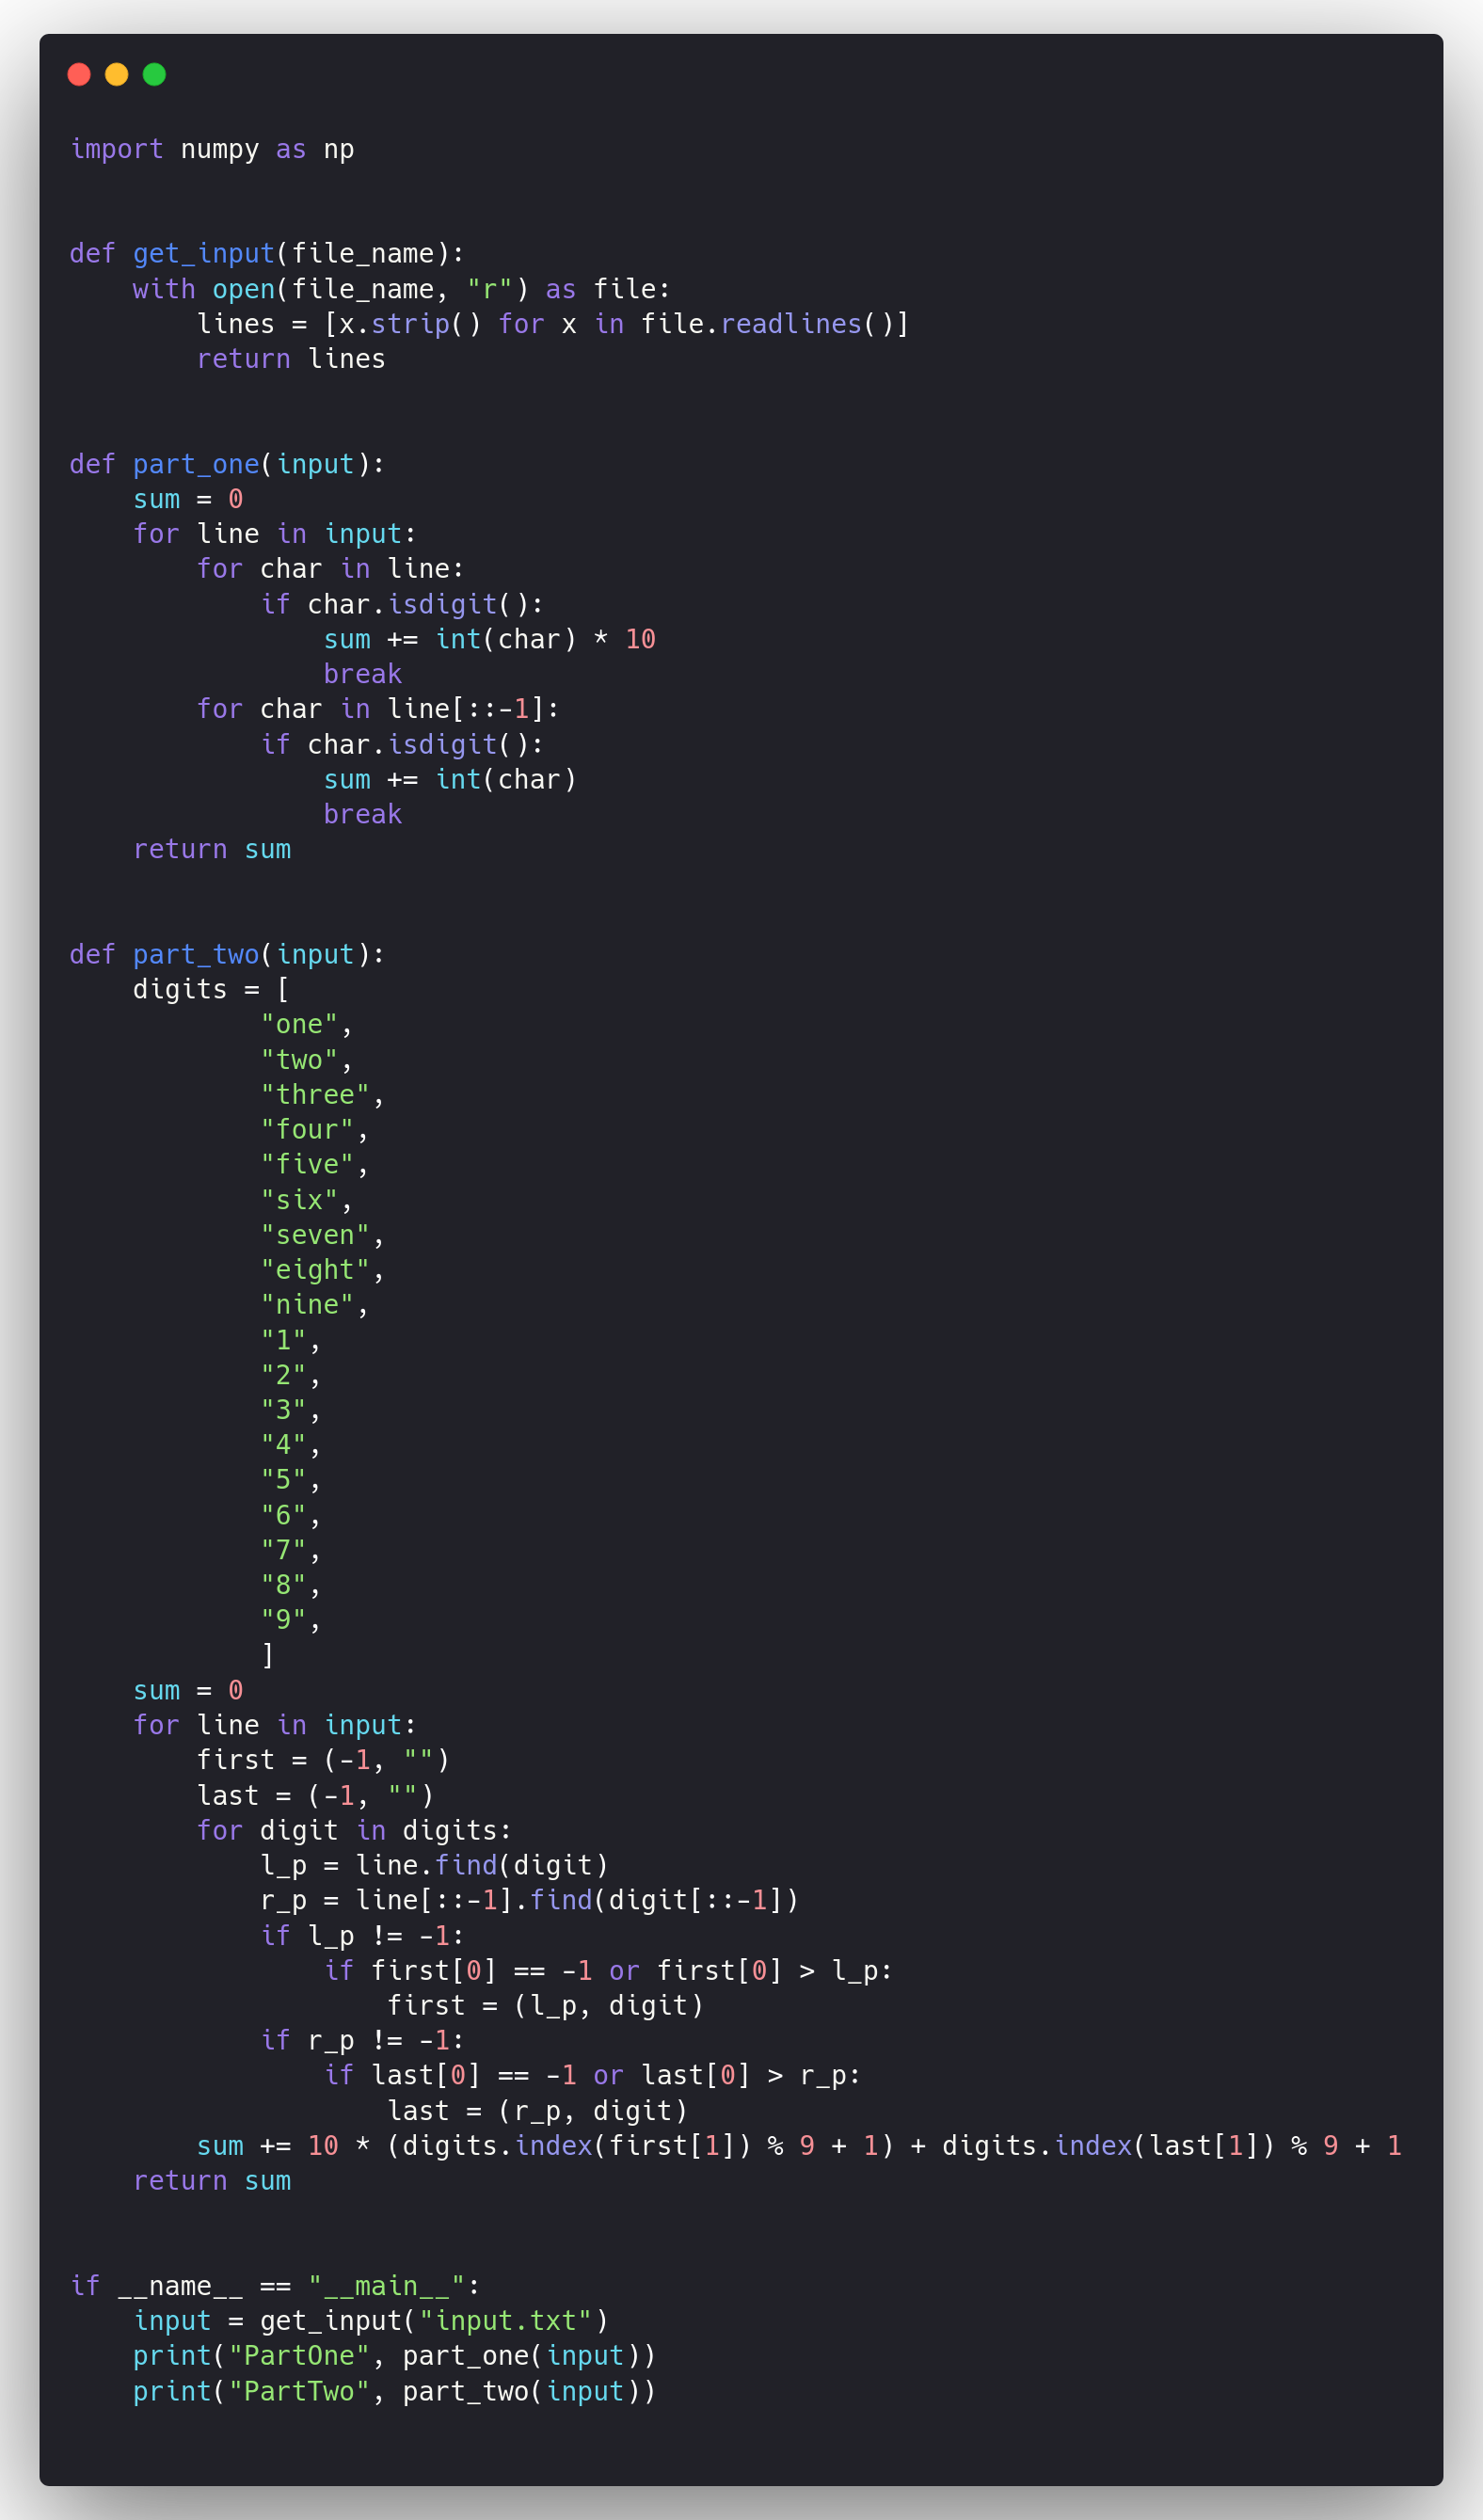 import numpy as np
def get_input(file_name):
    with open(file_name, "r") as file:
        lines = [x.strip() for x in file.readlines()]
        return lines
def part_one(input):
    sum = 0
    for line in input:
        for char in line:
            if char.isdigit():
                sum += int(char) * 10
                break
        for char in line[::-1]:
            if char.isdigit():
                sum += int(char)
                break
    return sum
def part_two(input):
    digits = [
            "one",
            "two",
            "three",
            "four",
            "five",
            "six",
            "seven",
            "eight",
            "nine",
            "1",
            "2",
            "3",
            "4",
            "5",
            "6",
            "7",
            "8",
            "9",
            ]
    sum = 0
    for line in input:
        first = (-1, "")
        last = (-1, "")
        for digit in digits:
            l_p = line.find(digit)
            r_p = line[::-1].find(digit[::-1])
            if l_p != -1:
                if first[0] == -1 or first[0] > l_p:
                    first = (l_p, digit)
            if r_p != -1:
                if last[0] == -1 or last[0] > r_p:
                    last = (r_p, digit)
        sum += 10 * (digits.index(first[1]) % 9 + 1) + digits.index(last[1]) % 9 + 1
    return sum
if __name__ == "__main__":
    input = get_input("input.txt")
    print("PartOne", part_one(input))
    print("PartTwo", part_two(input))